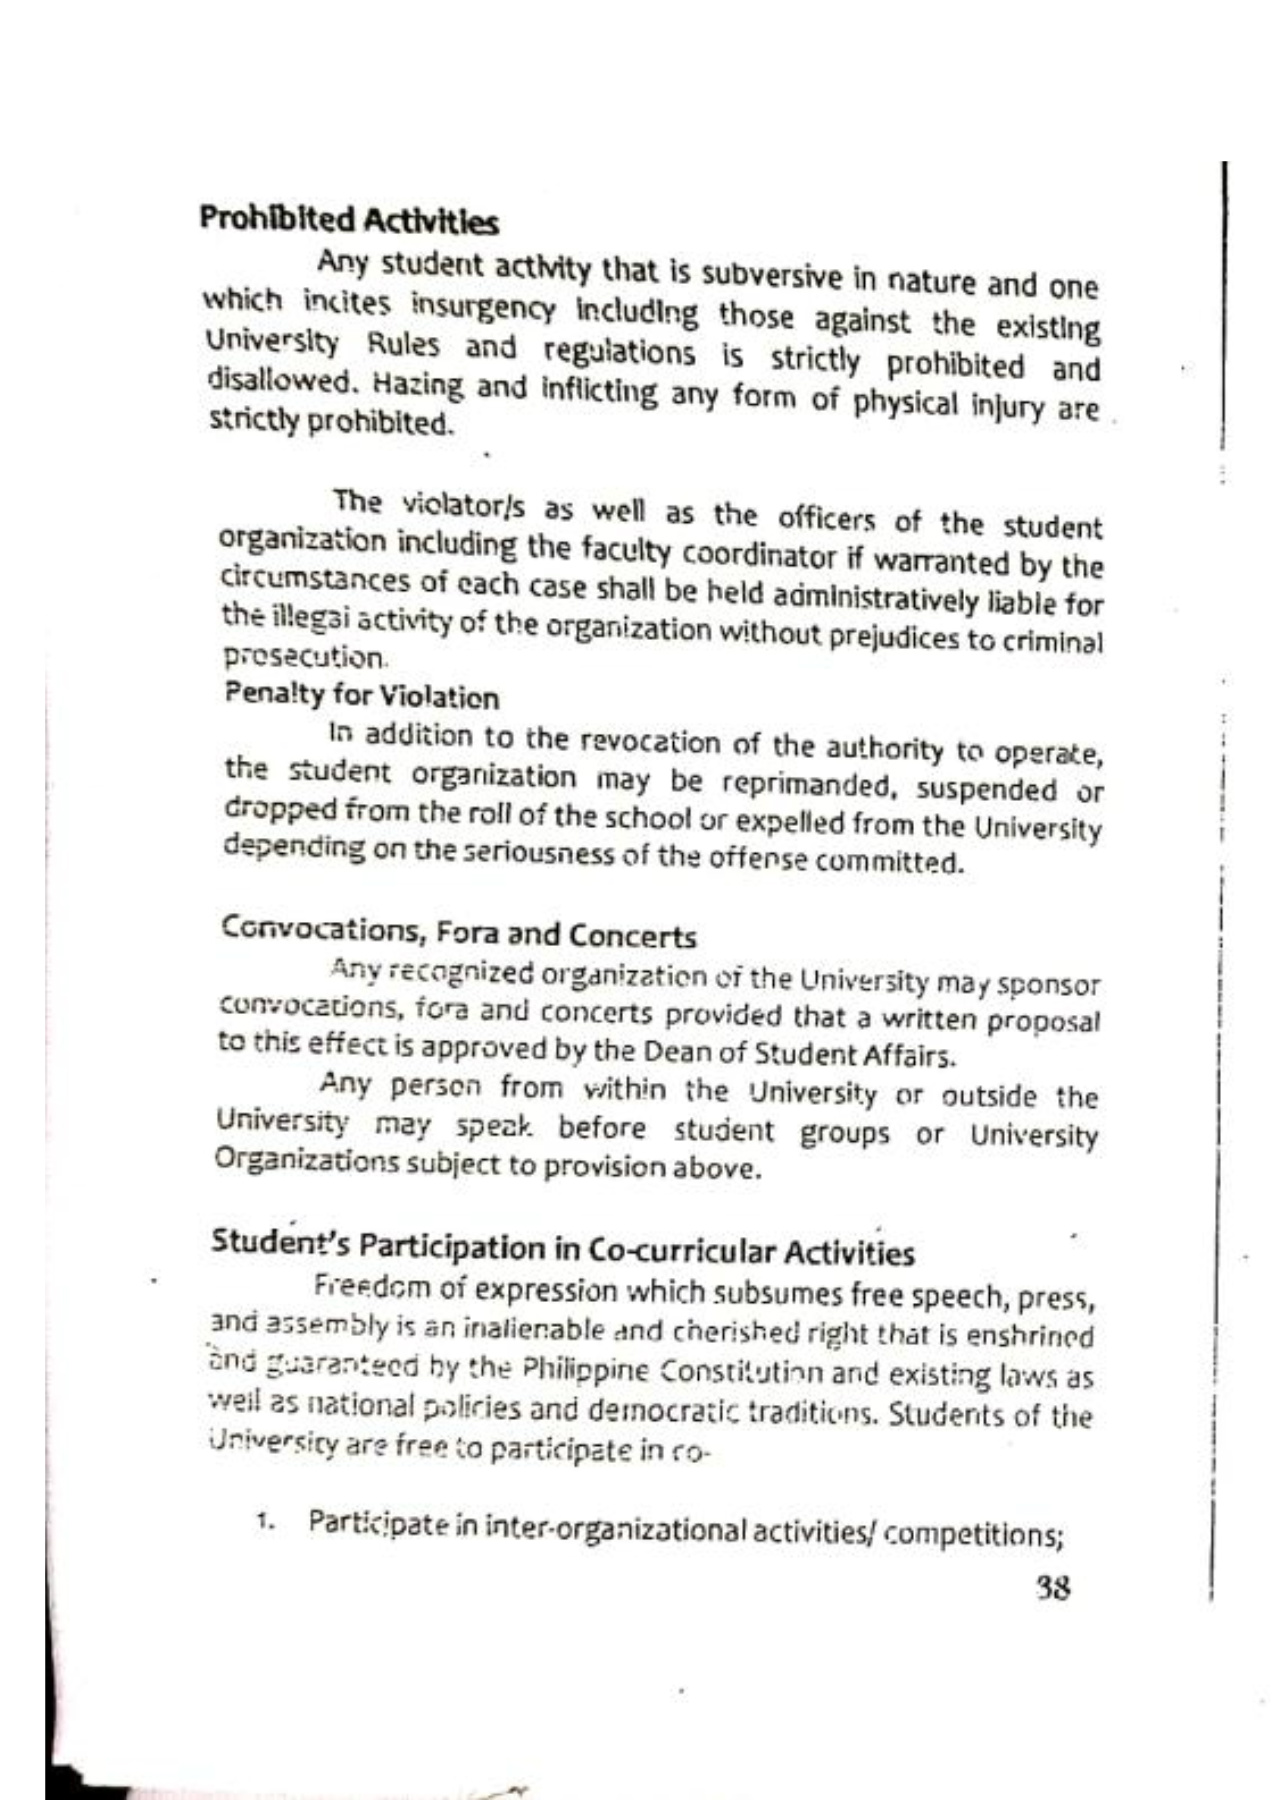 Prohibited Activities
Any student activity that is subversive in nature and one
which incites insurgency including those against the existing
University Rules and regulations is strictly prohibited and
disallowed. Hazing and inflicting any form of physical injury are
strictly prohibited.
The violator/s as well as the officers of the student
organization including the faculty coordinator if warranted by the
circumstances of each case shall be held administratively liable for
the illegal activity of the organization without prejudices to criminal
prosecution.
Penalty for Violation
In addition to the revocation of the authority to operate,
the student organization may be reprimanded, suspended or
dropped from the roll of the school or expelled from the University
depending on the seriousness of the offense committed.
Convocations, Fora and Concerts
Any recognized organization of the University may sponsor
convocations, fora and concerts provided that a written proposal
to this effect is approved by the Dean of Student Affairs.
Any person from within the University or outside the
University may speak before student groups or University
Organizations subject to provision above.
Student's Participation in Co-curricular Activities
Freedom of expression which subsumes free speech, press,
and assembly is an inalienable and cherished right that is enshrined
and guaranteed by the Philippine Constitution and existing laws as
well as national policies and democratic traditions. Students of the
University are free to participate in co-
1. Participate in inter-organizational activities/ competitions;
38